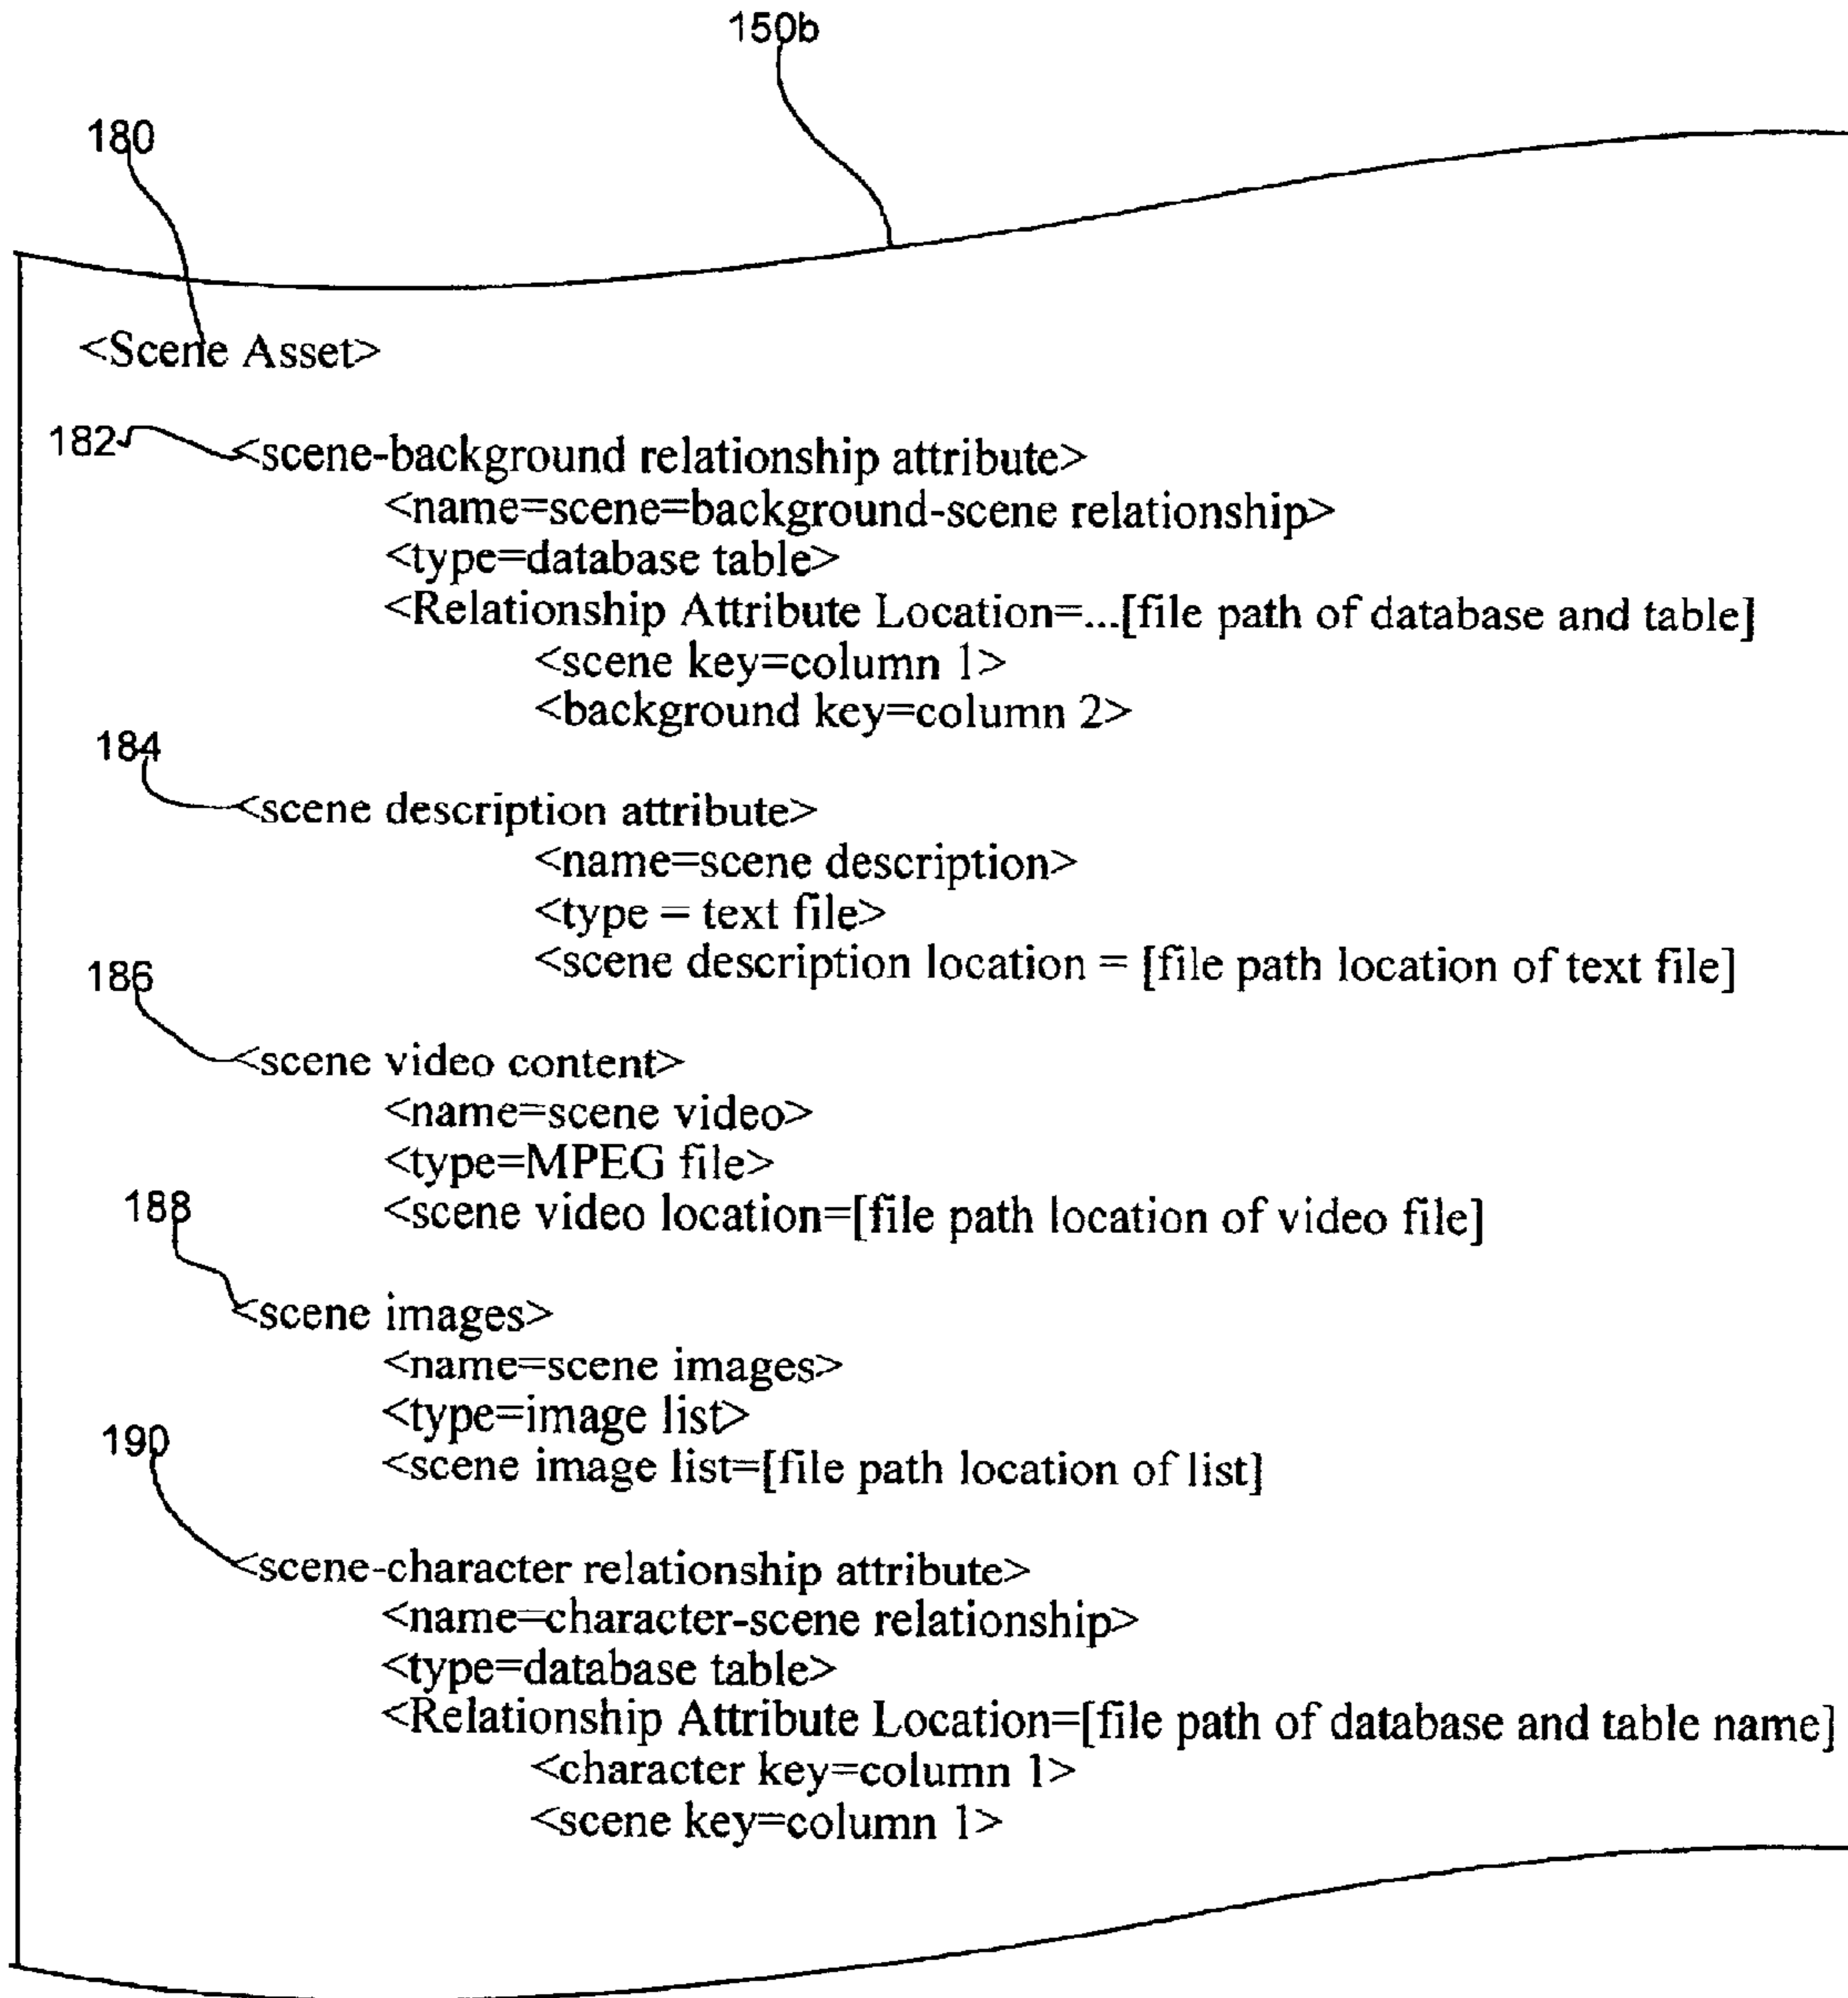 150b
180
<Scene Asset>
182 <scene-background relationship attribute>
<name=scene=background-scene relationship>
<type=database table>
<Relationship Attribute Location=...[file path of database and table]
<scene key=column 1>
<background key=column 2>
184
<scene description attribute>
<name=scene description>
<type = text file>
<scene description location = [file path location of text file]
186
<scene video content>
<name=scene video>
<type=MPEG file>
<scene video location=[file path location of video file]
188
<scene images>
<name=scene images>
<type=image list>
<scene image list=[file path location of list]
190
<scene-character relationship attribute>
<name=character-scene relationship>
<type=database table>
<Relationship Attribute Location=[file path of database and table name]
<character key=column 1>
<scene key=column 1>